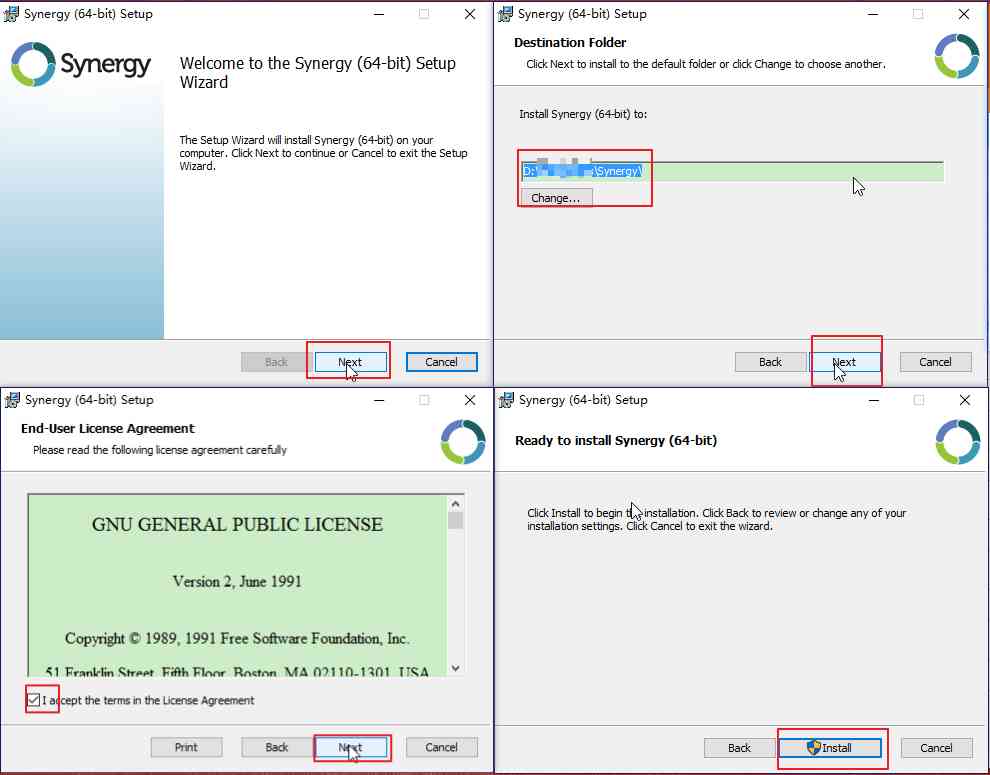 Synergy (64-bit) Setup
Synergy
Welcome to the Synergy (64-bit) Setup
Wizard
The Setup Wizard will install Synergy (64-bit) on your
computer. Click Next to continue or Cancel to exit the Setup
Wizard.
Back
Next
Cancel
Synergy (64-bit) Setup
Destination Folder
Click Next to install to the default folder or click Change to choose another.
Install Synergy (64-bit) to:
D:\ \Synergy\
Change...
Back
Next
Cancel
Synergy (64-bit) Setup
End-User License Agreement
Please read the following license agreement carefully
GNU GENERAL PUBLIC LICENSE
Version 2, June 1991
Copyright © 1989, 1991 Free Software Foundation, Inc.
51 Franklin Street, Fifth Floor, Boston, MA 02110-1301, USA
I accept the terms in the License Agreement
Print
Back
Next
Cancel
Synergy (64-bit) Setup
Ready to install Synergy (64-bit)
Click Install to begin the installation. Click Back to review or change any of your
installation settings. Click Cancel to exit the wizard.
Back
Install
Cancel